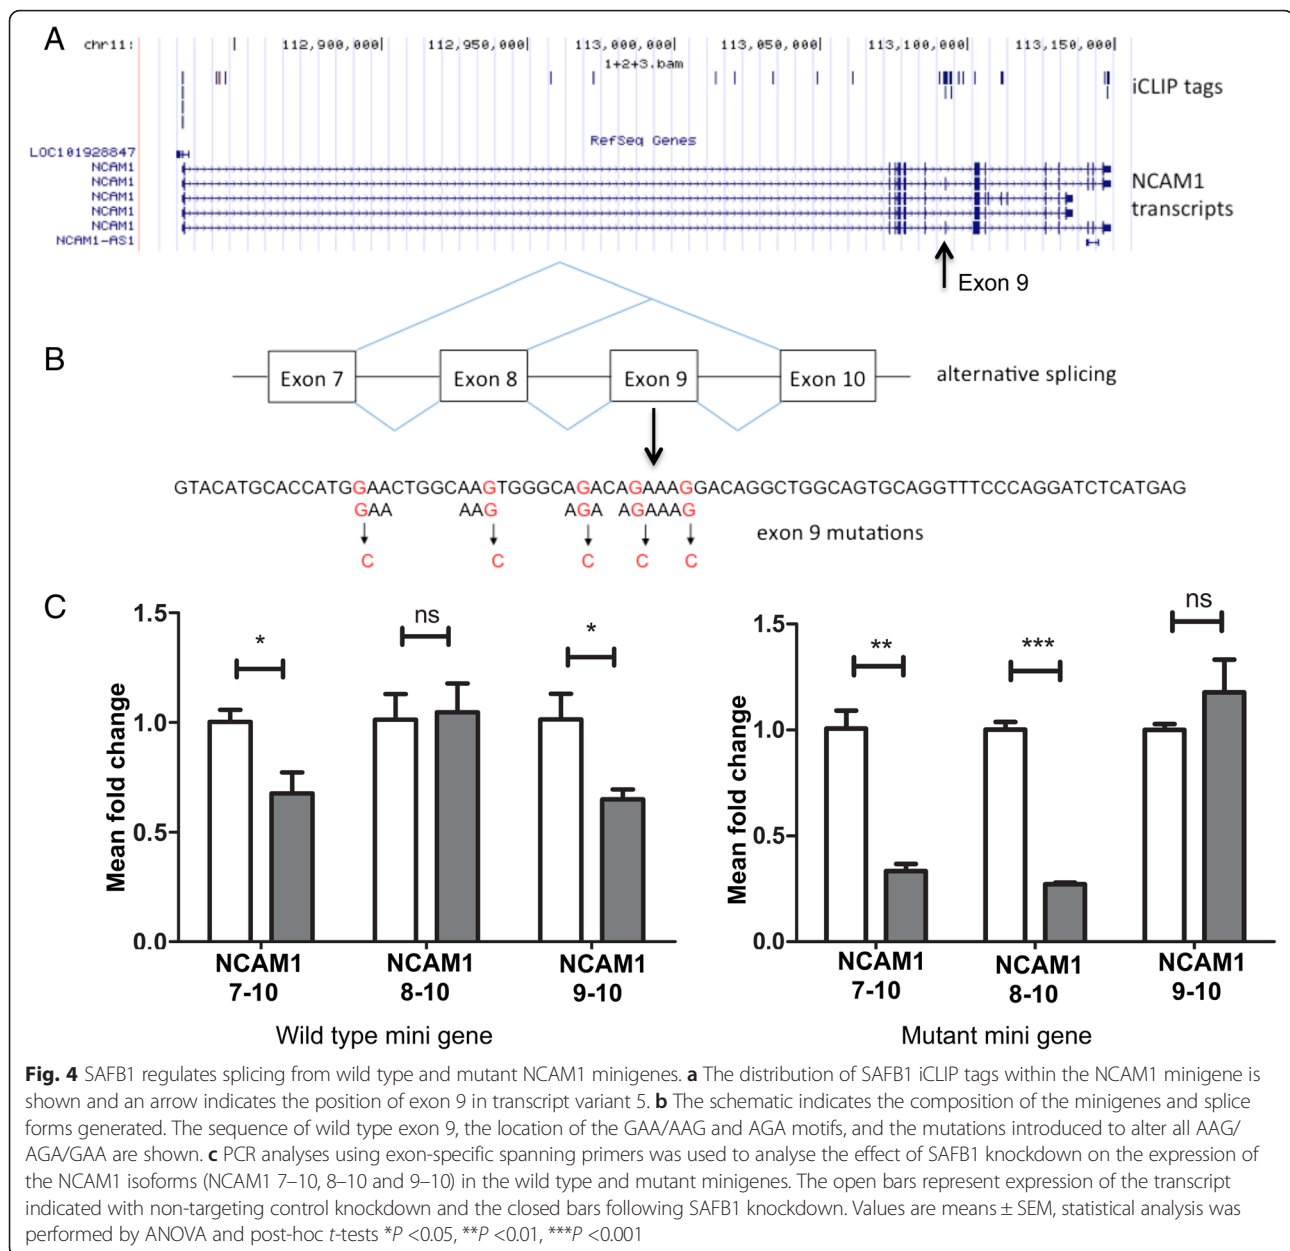 A
chr11: 112,900,000| 112,950,000| 113,000,000| 113,050,000| 113,100,000| 113,150,000|
1+2+3.bam
iCLIP tags
RefSeq Genes
LOC101928847
NCAM1
NCAM1
NCAM1
NCAM1
NCAM1
NCAM1-AS1
NCAM1
transcripts
Exon 9
B
Exon 7 Exon 8 Exon 9 Exon 10
alternative splicing
GTACATGCACCATGGAACTGGCAAGTGGGCAGACAGAAAGGACAGGCTGGCAGTGCAGGTTTCCCAGGATCTCATGAG
GAA AAG AGA AGAAAG
exon 9 mutations
C C C C C
C
Mean fold change
1.5
1.0
0.5
0.0
* ns *
NCAM1 NCAM1 NCAM1
7-10 8-10 9-10
Wild type mini gene
Mean fold change
1.5
1.0
0.5
0.0
** *** ns
NCAM1 NCAM1 NCAM1
7-10 8-10 9-10
Mutant mini gene
Fig. 4 SAFB1 regulates splicing from wild type and mutant NCAM1 minigenes. a The distribution of SAFB1 iCLIP tags within the NCAM1 minigene is
shown and an arrow indicates the position of exon 9 in transcript variant 5. b The schematic indicates the composition of the minigenes and splice
forms generated. The sequence of wild type exon 9, the location of the GAA/AAG and AGA motifs, and the mutations introduced to alter all AAG/
AGA/GAA are shown. c PCR analyses using exon-specific spanning primers was used to analyse the effect of SAFB1 knockdown on the expression of
the NCAM1 isoforms (NCAM1 7–10, 8–10 and 9–10) in the wild type and mutant minigenes. The open bars represent expression of the transcript
indicated with non-targeting control knockdown and the closed bars following SAFB1 knockdown. Values are means ± SEM, statistical analysis was
performed by ANOVA and post-hoc t-tests *P <0.05, **P <0.01, ***P <0.001